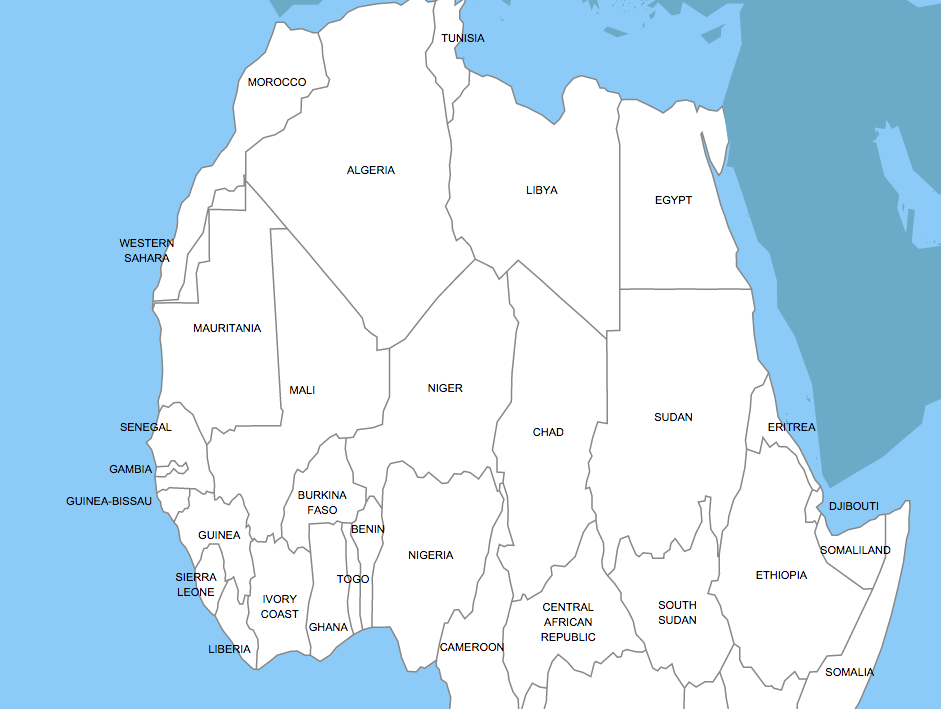 TUNISIA
MOROCCO
ALGERIA
LIBYA
EGYPT
WESTERN
SAHARA
MAURITANIA
MALI
NIGER
CHAD
SUDAN
ERITREA
SENEGAL
GAMBIA
GUINEA-BISSAU
BURKINA
FASO
BENIN
DJIBOUTI
GUINEA
NIGERIA
SOMALILAND
SIERRA
LEONE
TOGO
ETHIOPIA
IVORY
COAST
GHANA
CENTRAL
AFRICAN
REPUBLIC
SOUTH
SUDAN
LIBERIA
CAMEROON
SOMALIA